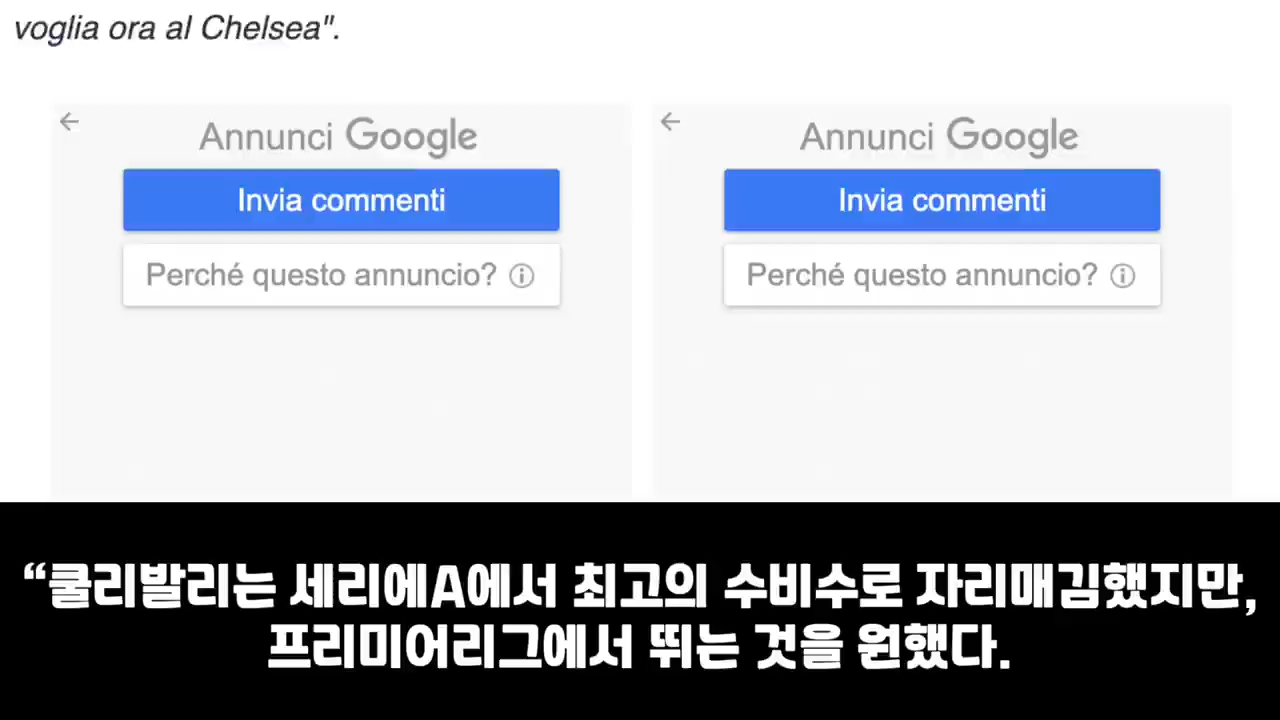 voglia ora al Chelsea".
Annunci Google
Invia commenti
Perché questo annuncio?
Annunci Google
Invia commenti
Perché questo annuncio?
“쿨리발리는 세리에A에서 최고의 수비수로 자리매김했지만,
프리미어리그에서 뛰는 것을 원했다.